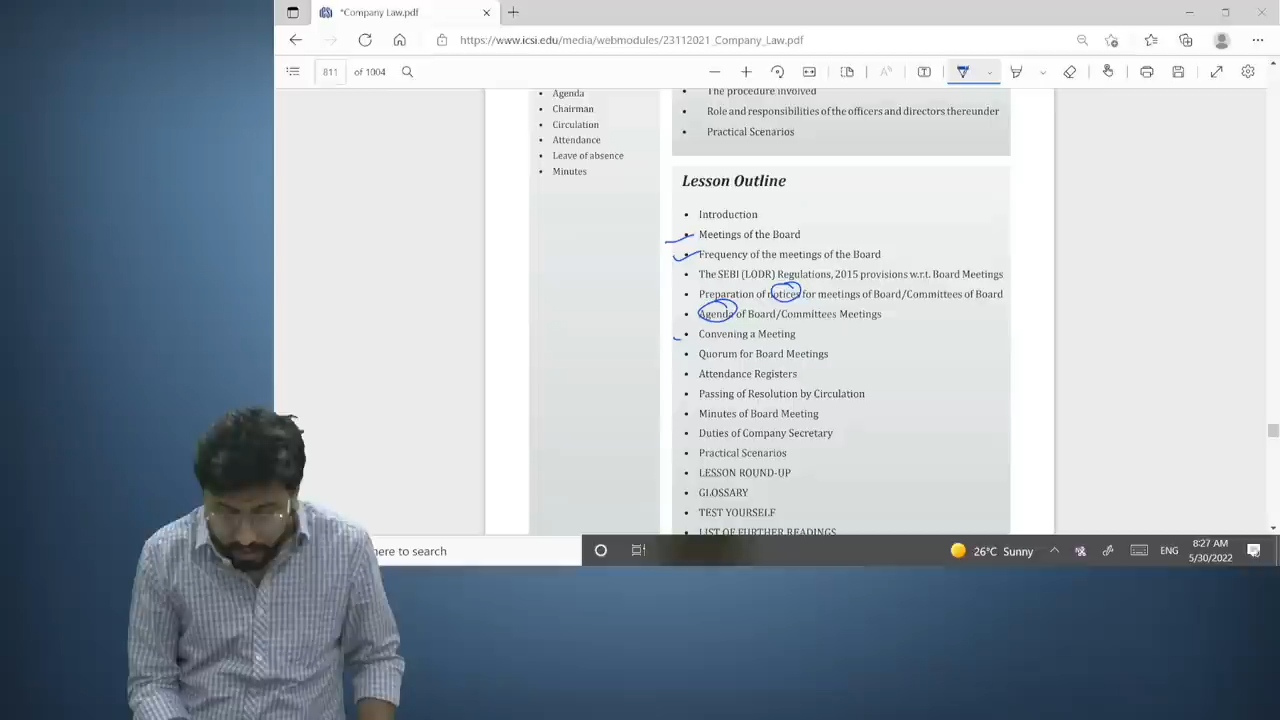 ICSI
*Company Law.pdf
https://www.icsi.edu/media/webmodules/23112021_Company_Law.pdf
811 of 1004
• Agenda
• Chairman
• Circulation
• Attendance
• Leave of absence
• Minutes
The procedure involved
• Role and responsibilities of the officers and directors thereunder
• Practical Scenarios
Lesson Outline
• Introduction
• Meetings of the Board
• Frequency of the meetings of the Board
• The SEBI (LODR) Regulations, 2015 provisions w.r.t. Board Meetings
• Preparation of notices for meetings of Board/Committees of Board
• Agenda of Board/Committees Meetings
• Convening a Meeting
• Quorum for Board Meetings
• Attendance Registers
• Passing of Resolution by Circulation
• Minutes of Board Meeting
• Duties of Company Secretary
• Practical Scenarios
• LESSON ROUND-UP
• GLOSSARY
• TEST YOURSELF
• LIST OF FURTHER READINGS
here to search
26°C Sunny
ENG
8:27 AM
5/30/2022